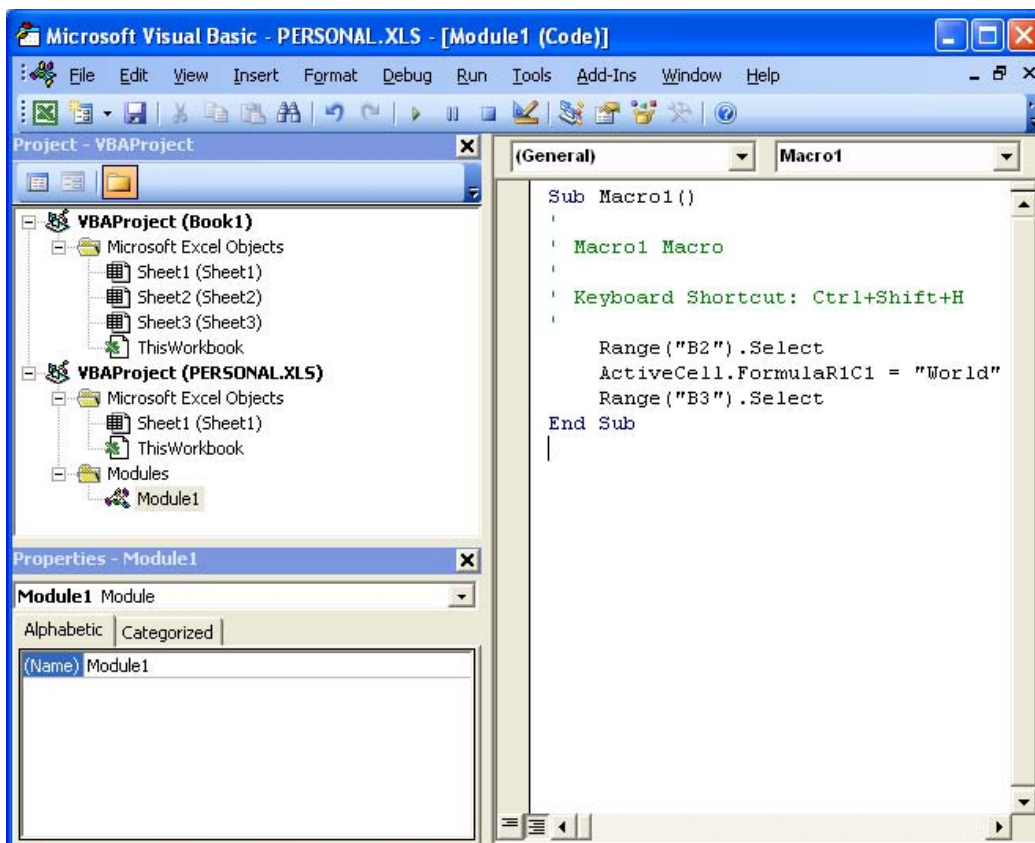 Microsoft Visual Basic - PERSONAL.XLS - [Module1 (Code)]
File Edit View Insert Format Debug Run Tools Add-Ins Window Help
Project - VBAProject
VBAProject (Book1)
Microsoft Excel Objects
Sheet1 (Sheet1)
Sheet2 (Sheet2)
Sheet3 (Sheet3)
ThisWorkbook
VBAProject (PERSONAL.XLS)
Microsoft Excel Objects
Sheet1 (Sheet1)
ThisWorkbook
Modules
Module1
Properties - Module1
Module1 Module
Alphabetic Categorized
(Name) Module1
(General) Macro1
Sub Macro1()
'
' Macro1 Macro
'
' Keyboard Shortcut: Ctrl+Shift+H
'
Range("B2").Select
ActiveCell.FormulaR1C1 = "World"
Range("B3").Select
End Sub